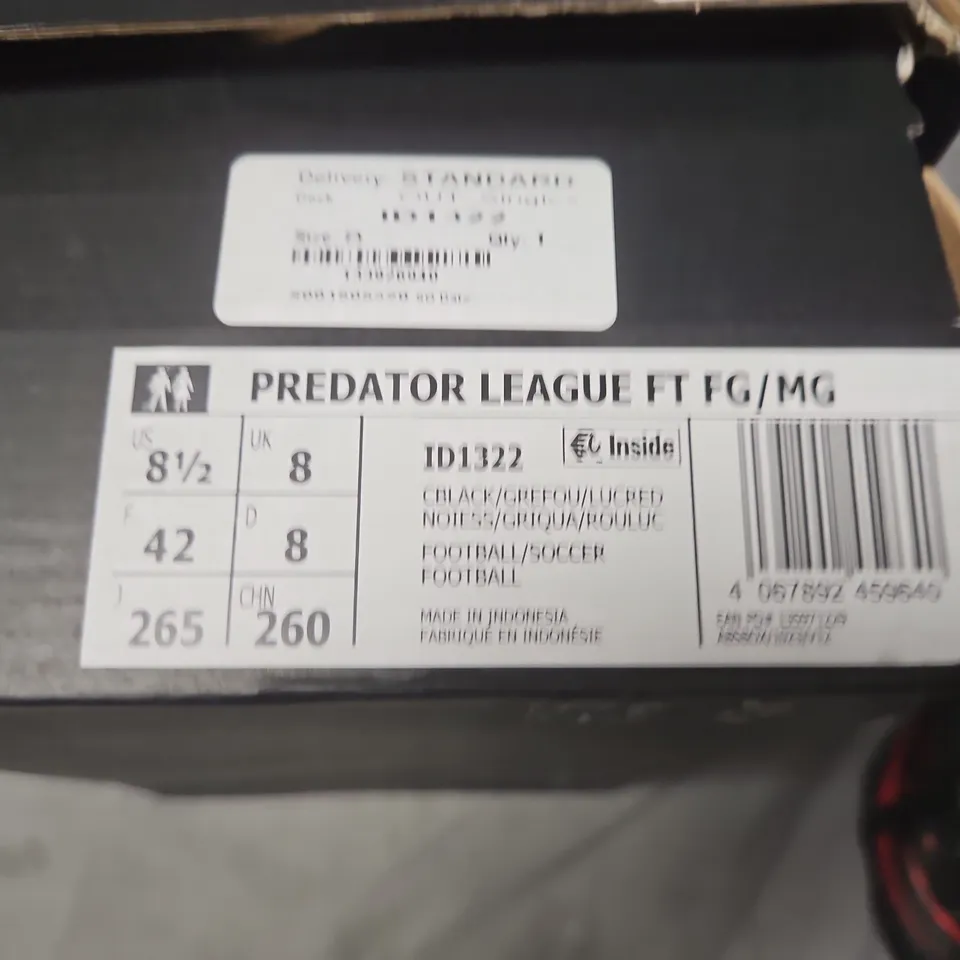 Delivery: STANDARD
ID1322
Size: 8 Qty: 1
PREDATOR LEAGUE FT FG/MG
US 8½ UK 8
F 42 D 8
J 265 CHN 260
ID1322 Inside
CBLACK/GREFOU/LUCRED
NOIESS/GRIQUA/ROULUC
FOOTBALL/SOCCER
FOOTBALL
MADE IN INDONESIA
FABRIQUÉ EN INDONÉSIE
4 067892 459640